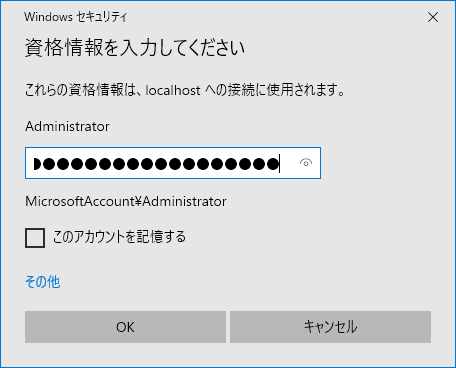 Windows セキュリティ
資格情報を入力してください
これらの資格情報は、localhost への接続に使用されます。
Administrator
●●●●●●●●●●●●●●●●●●
MicrosoftAccount¥Administrator
このアカウントを記憶する
その他
OK
キャンセル